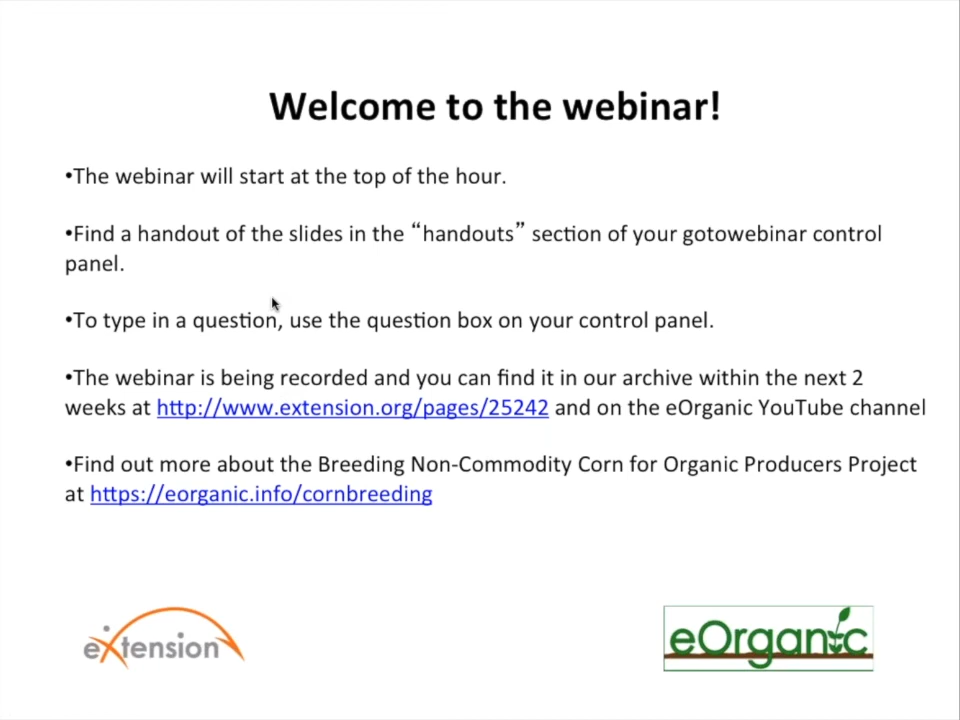 Welcome to the webinar!
•The webinar will start at the top of the hour.
•Find a handout of the slides in the “handouts” section of your gotowebinar control
panel.
•To type in a question, use the question box on your control panel.
•The webinar is being recorded and you can find it in our archive within the next 2
weeks at http://www.extension.org/pages/25242 and on the eOrganic YouTube channel
•Find out more about the Breeding Non-Commodity Corn for Organic Producers Project
at https://eorganic.info/cornbreeding
eXtension
eOrganic